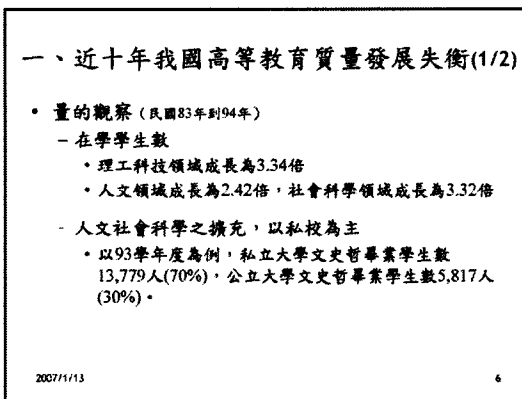 一、近十年我國高等教育質量發展失衡(1/2)
• 量的觀察（民國83年到94年）
– 在學學生數
• 理工科技領域成長為3.34倍
• 人文領域成長為2.42倍，社會科學領域成長為3.32倍
- 人文社會科學之擴充，以私校為主
• 以93學年度為例，私立大學文史哲畢業學生數
13,779人(70%)，公立大學文史哲畢業學生數5,817人
(30%)。
2007/1/13
6